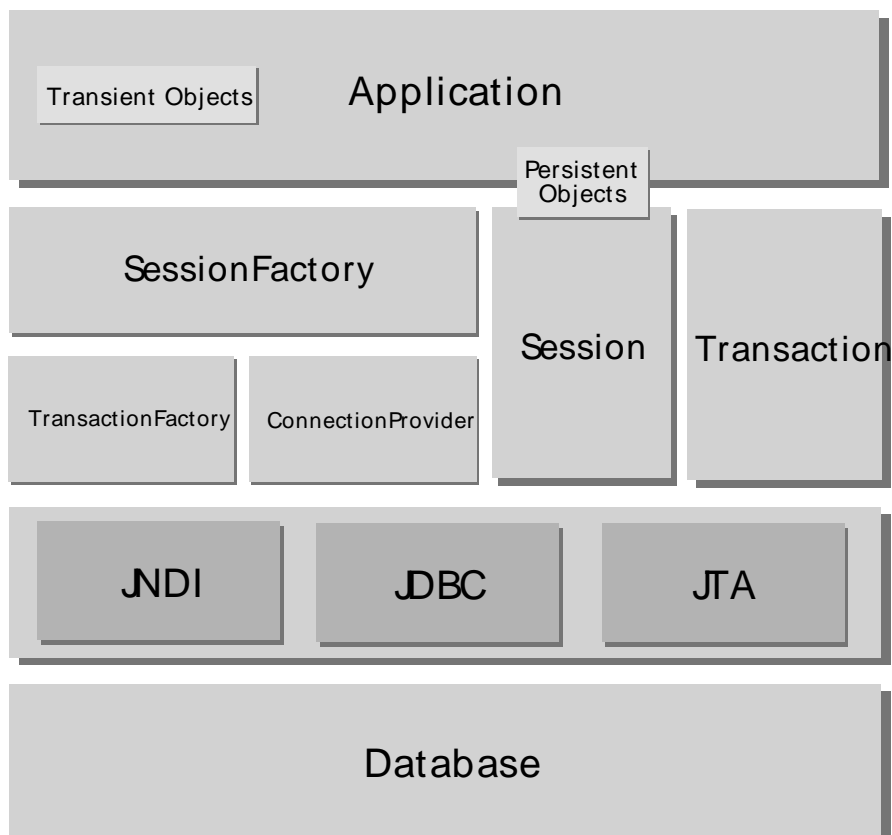 Transient Objects
Application
Persistent
Objects
SessionFactory
Session
Transaction
TransactionFactory
ConnectionProvider
JNDI
JDBC
JTA
Database